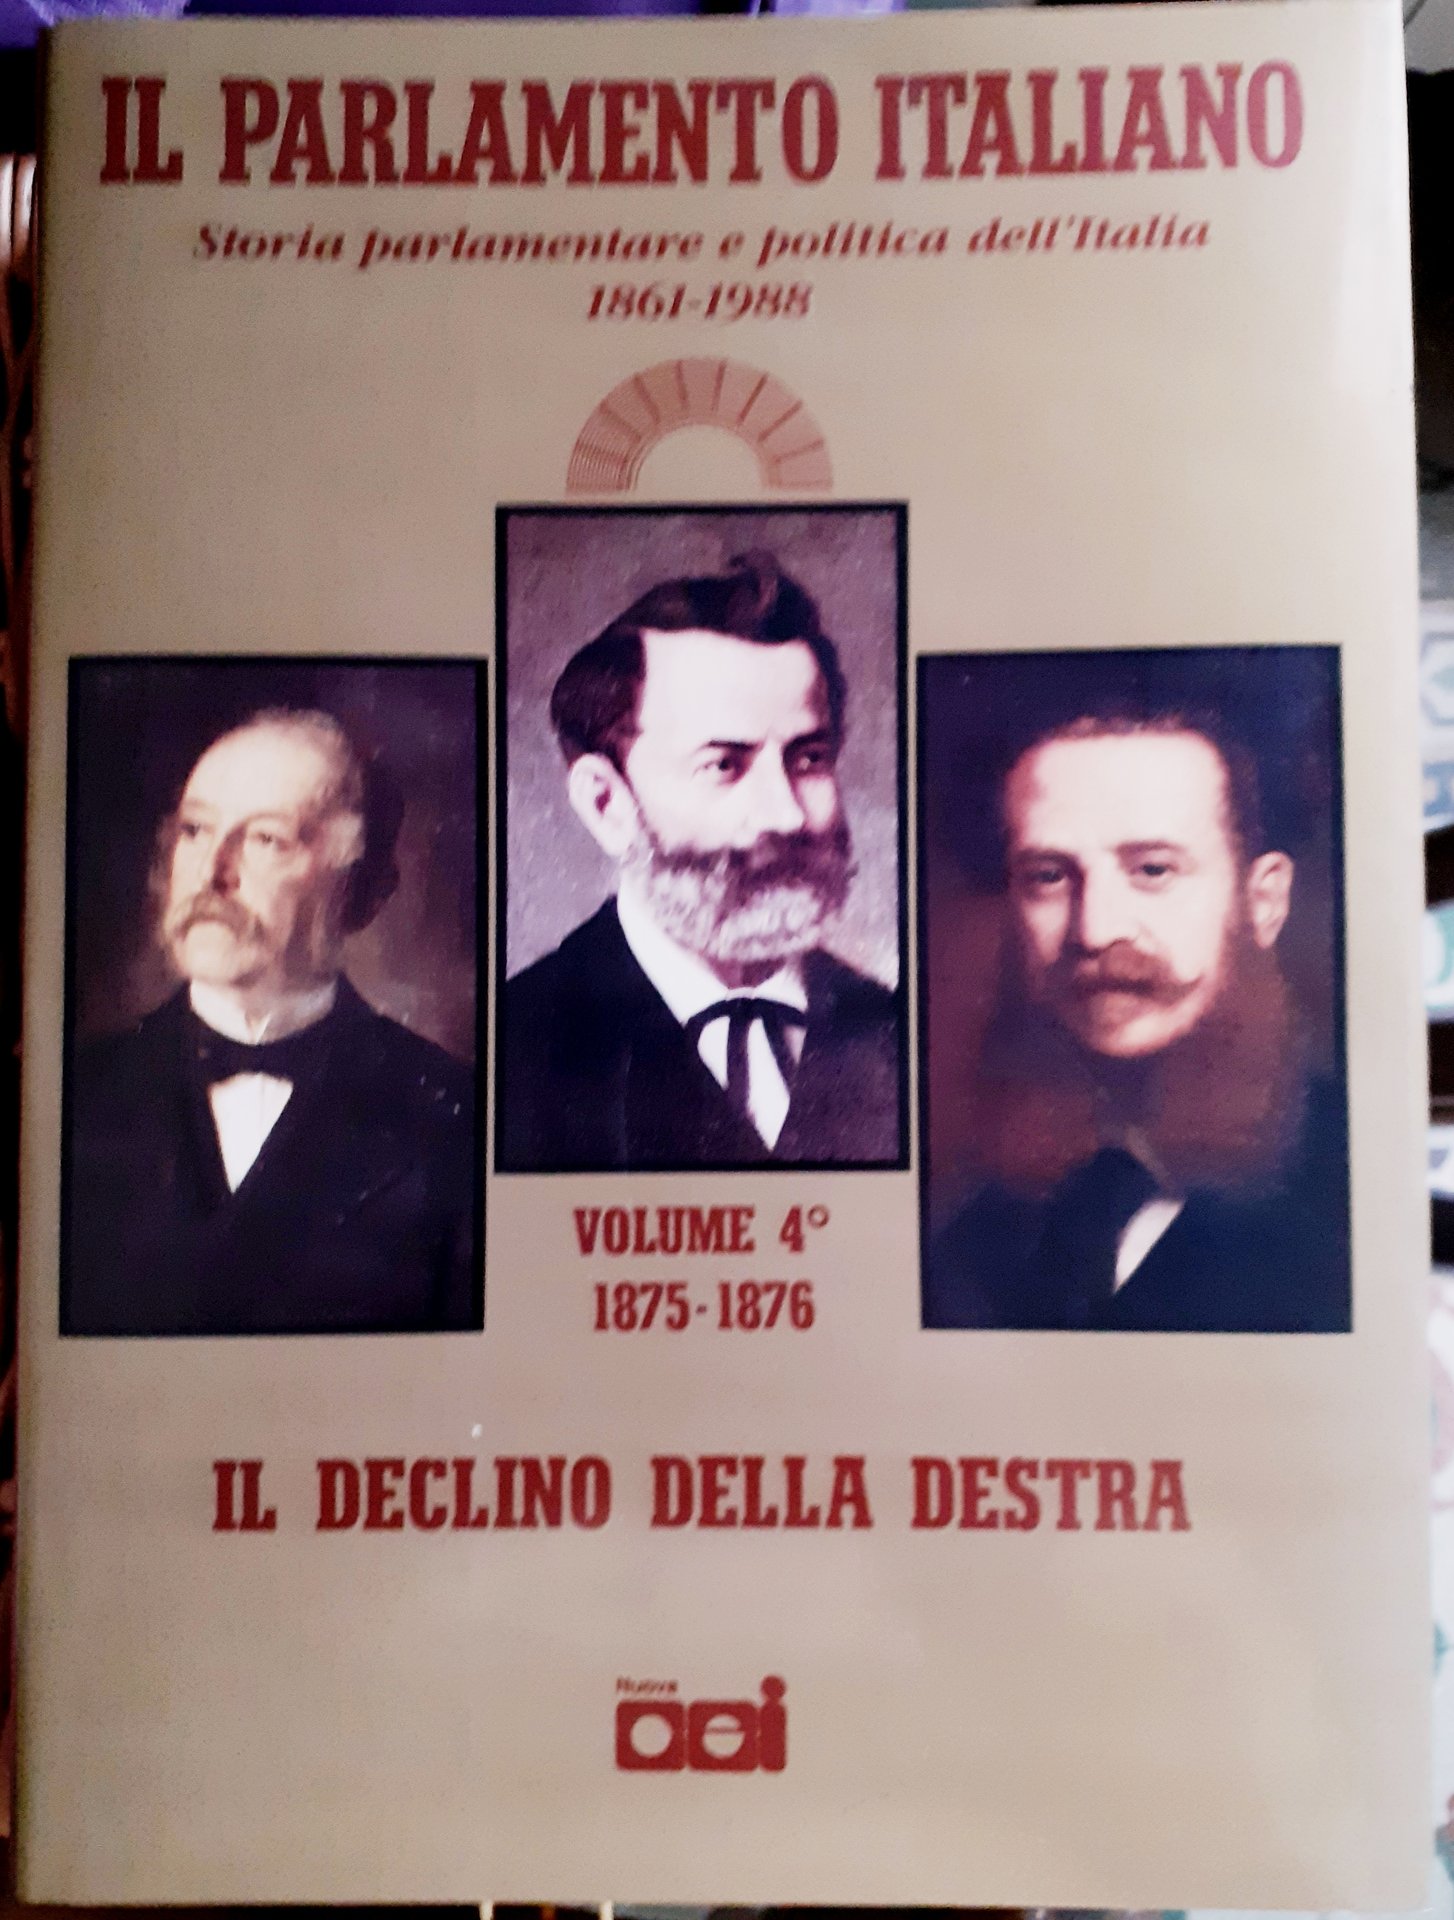 IL PARLAMENTO ITALIANO
Storia parlamentare e politica dell'Italia
1861-1988
VOLUME 4°
1875-1876
IL DECLINO DELLA DESTRA
Nuova
cei